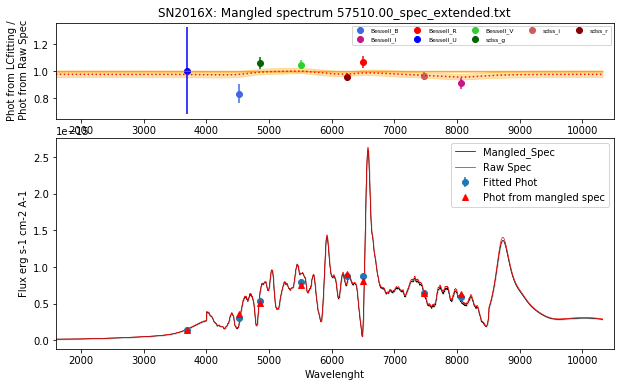 SN2016X: Mangled spectrum 57510.00_spec_extended.txt
Phot from LCfitting /
Phot from Raw Spec
1.2
1.0
0.8
Bessell_B
Bessell_I
Bessell_R
Bessell_U
Bessell_V
sdss_g
sdss_i
sdss_r
2000 3000 4000 5000 6000 7000 8000 9000 10000
Flux erg s-1 cm-2 A-1
2.5
2.0
1.5
1.0
0.5
0.0
Mangled_Spec
Raw Spec
Fitted Phot
Phot from mangled spec
2000 3000 4000 5000 6000 7000 8000 9000 10000
Wavelenght